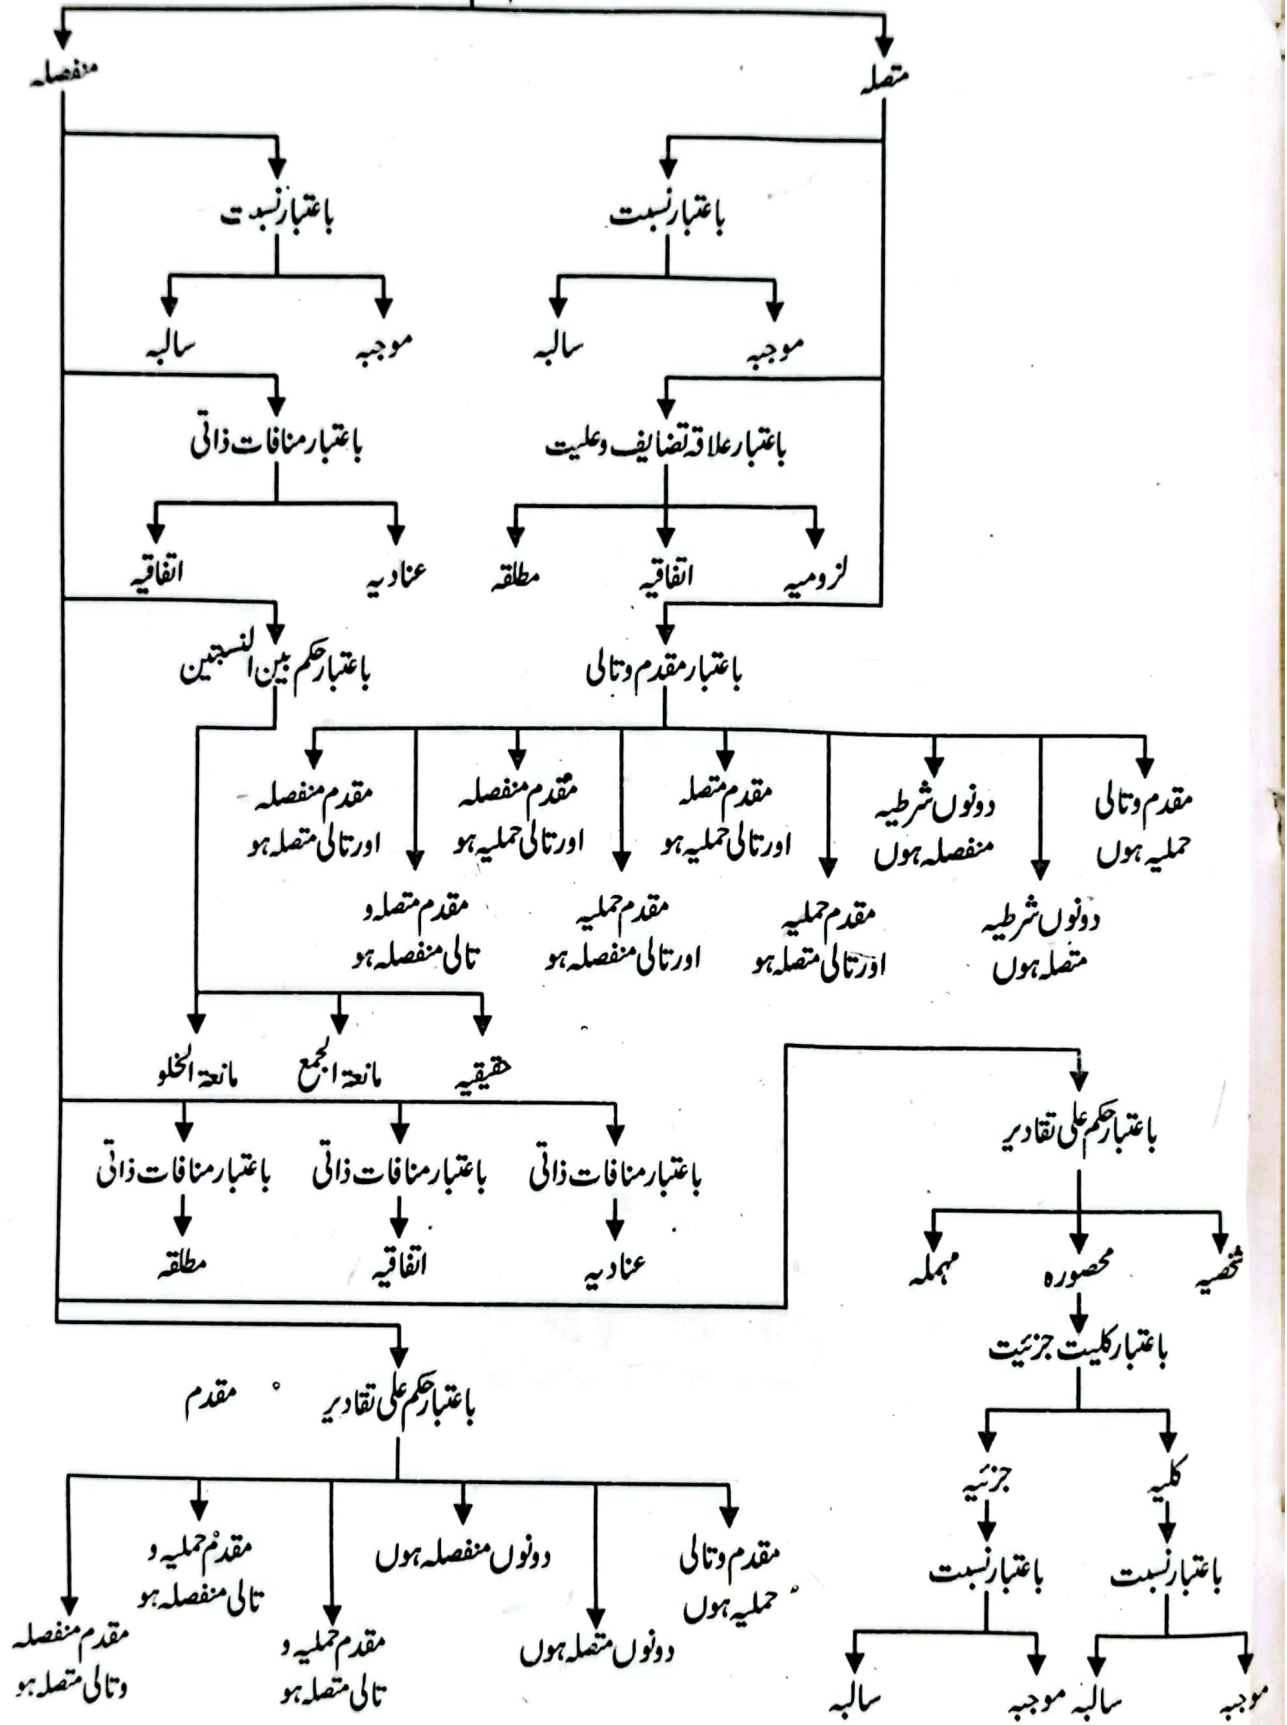 متصلہ
منفصلہ
باعتبار نسبت
باعتبار نسبت
موجبہ
سالبہ
موجبہ
سالبہ
باعتبار علاقہ تضایف وعلیت
باعتبار منافات ذاتی
لزومیہ
اتفاقیہ
مطلقہ
عنادیہ
اتفاقیہ
باعتبار مقدم وتالی
باعتبار حکم بین النسبتین
مقدم وتالی
حملیہ ہوں
دونوں شرطیہ
منفصلہ ہوں
مقدم متصلہ
اور تالی حملیہ ہو
مقدم منفصلہ
اور تالی حملیہ ہو
مقدم منفصلہ
اور تالی متصلہ ہو
دونوں شرطیہ
متصلہ ہوں
مقدم حملیہ
اور تالی متصلہ ہو
مقدم حملیہ
اور تالی منفصلہ ہو
مقدم متصلہ و
تالی منفصلہ ہو
حقیقیہ
مانعۃ الجمع
مانعۃ الخلو
باعتبار حکم علی تقادیر
باعتبار منافات ذاتی
باعتبار منافات ذاتی
باعتبار منافات ذاتی
عنادیہ
اتفاقیہ
مطلقہ
شخصیہ
محصورہ
مہملہ
باعتبار کلیت جزئیت
باعتبار حکم علی تقادیر
مقدم
کلیہ
جزئیہ
باعتبار نسبت
باعتبار نسبت
موجبہ
سالبہ
موجبہ
سالبہ
مقدم وتالی
حملیہ ہوں
دونوں متصلہ ہوں
دونوں منفصلہ ہوں
مقدم حملیہ و
تالی متصلہ ہو
مقدم حملیہ و
تالی منفصلہ ہو
مقدم منفصلہ
وتالی متصلہ ہو